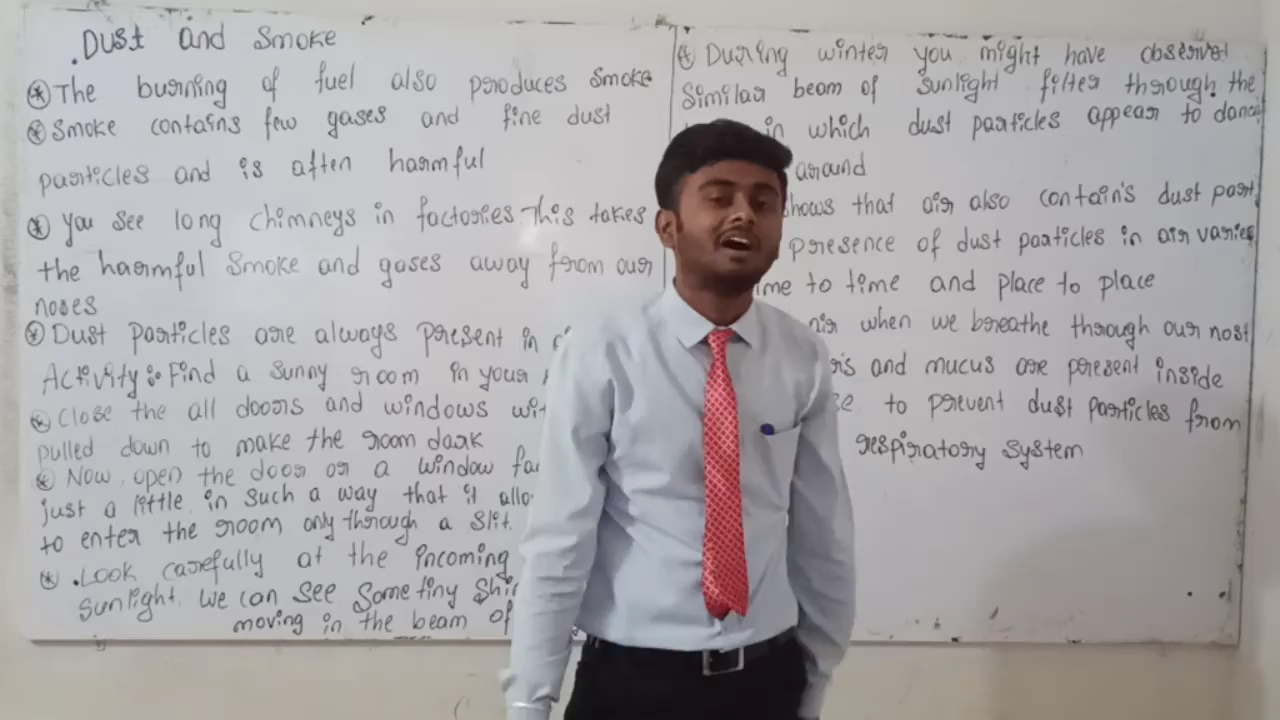 Dust and Smoke
The burning of fuel also produces smoke
Smoke contains few gases and fine dust
particles and is often harmful
You see long chimneys in factories This takes
the harmful smoke and gases away from our
noses
Dust particles are always present in
Activity: Find a sunny room in your
Close the all doors and windows
pulled down to make the room dark
Now, open the door or a window
just a little in such a way that it
to enter the room only through a slit.
Look carefully at the incoming
sunlight. We can see some tiny
moving in the beam of
During winter you might have observed
Similar beam of sunlight filter through the
in which dust particles appear to
around
shows that air also contain's dust
presence of dust particles in air varies
time to time and place to place
air when we breathe through our
and mucus are present inside
to prevent dust particles from
respiratory system